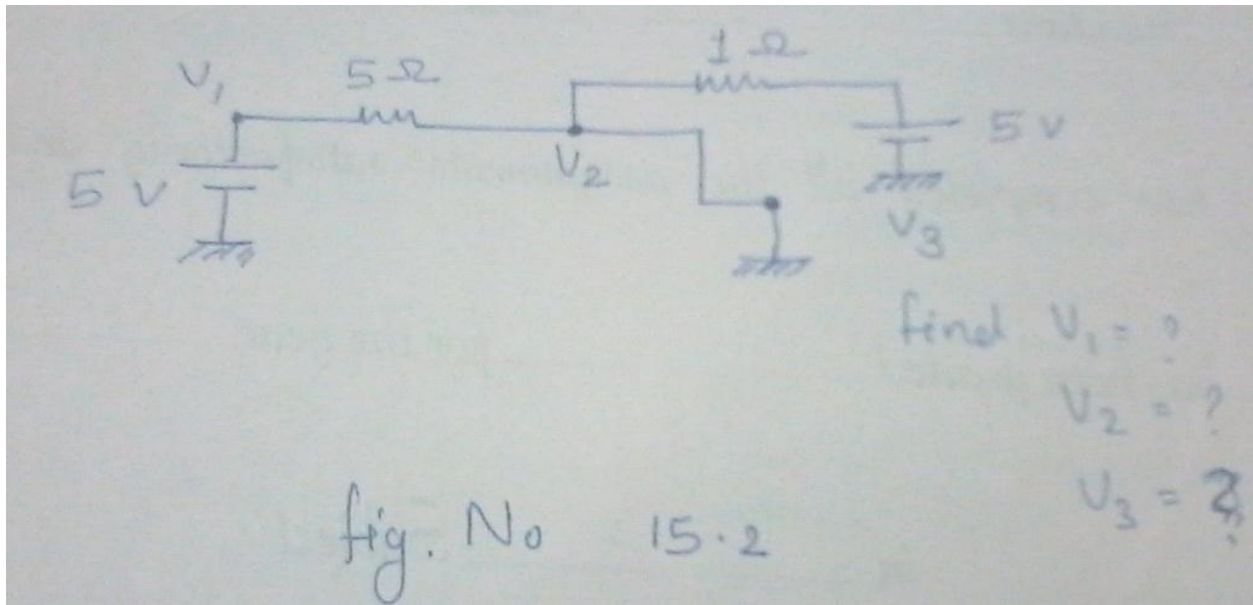 V1 5 Ω 1 Ω
5 V V2 5 V
V3
find V1 = ?
V2 = ?
V3 = ?
fig. No 15.2